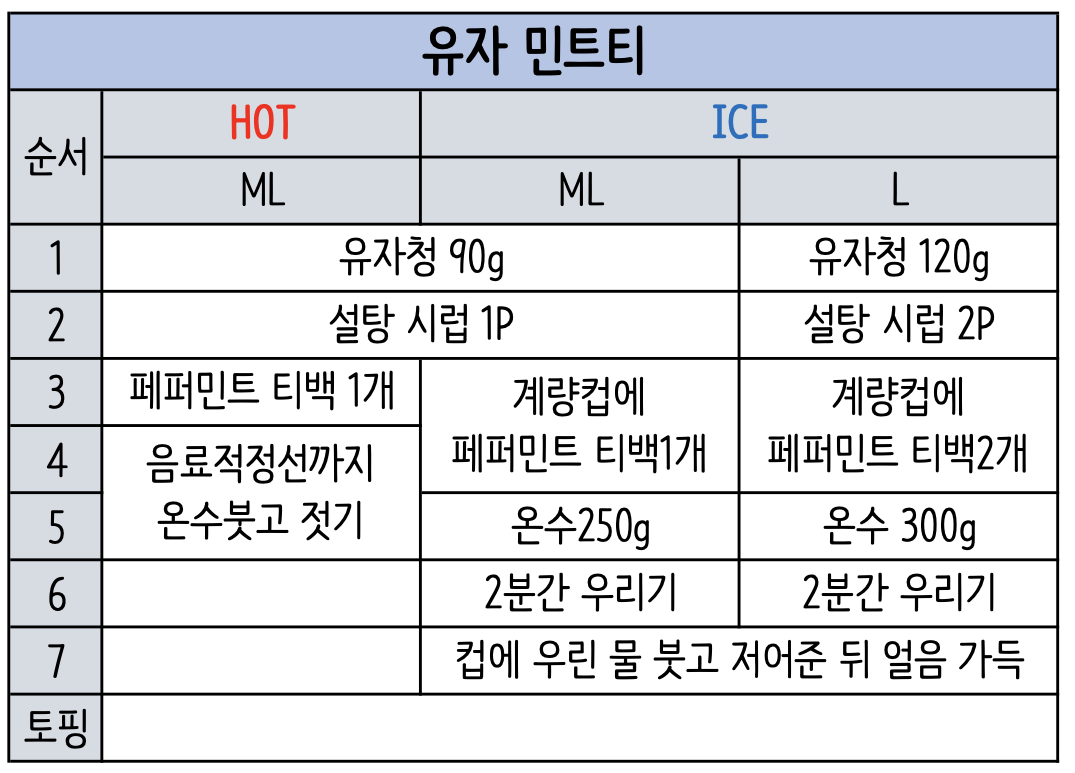 유자 민트티
순서
HOT
ICE
ML
ML
L
1
유자청 90g
유자청 120g
2
설탕 시럽 1P
설탕 시럽 2P
3
페퍼민트 티백 1개
계량컵에
페퍼민트 티백1개
계량컵에
페퍼민트 티백2개
4
음료적정선까지
온수붓고 젓기
5
온수250g
온수 300g
6
2분간 우리기
2분간 우리기
7
컵에 우린 물 붓고 저어준 뒤 얼음 가득
토핑